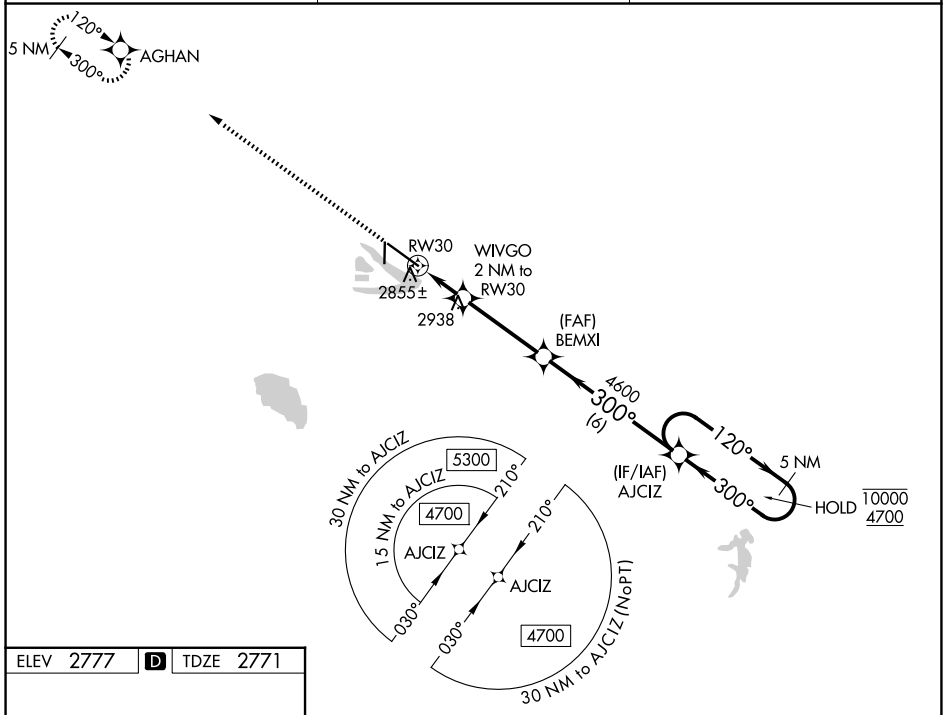 120°
5 NM
AGHAN
300°
RW30
WIVGO
2 NM to
RW30
2855±
2938
(FAF)
BEMXI
4600
300°
(6)
120°
5 NM
(IF/IAF)
AJCIZ
300°
HOLD
10000
4700
30 NM to AJCIZ
5300
210°
15 NM to AJCIZ
4700
AJCIZ
030°
210°
AJCIZ
030°
4700
30 NM to AJCIZ (NoPT)
ELEV 2777 D TDZE 2771